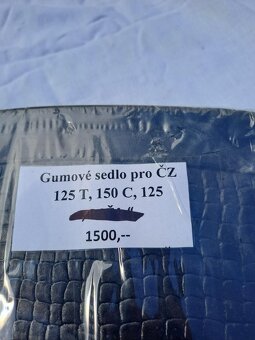 Gumové sedlo pro ČZ
125 T, 150 C, 125
1500,--